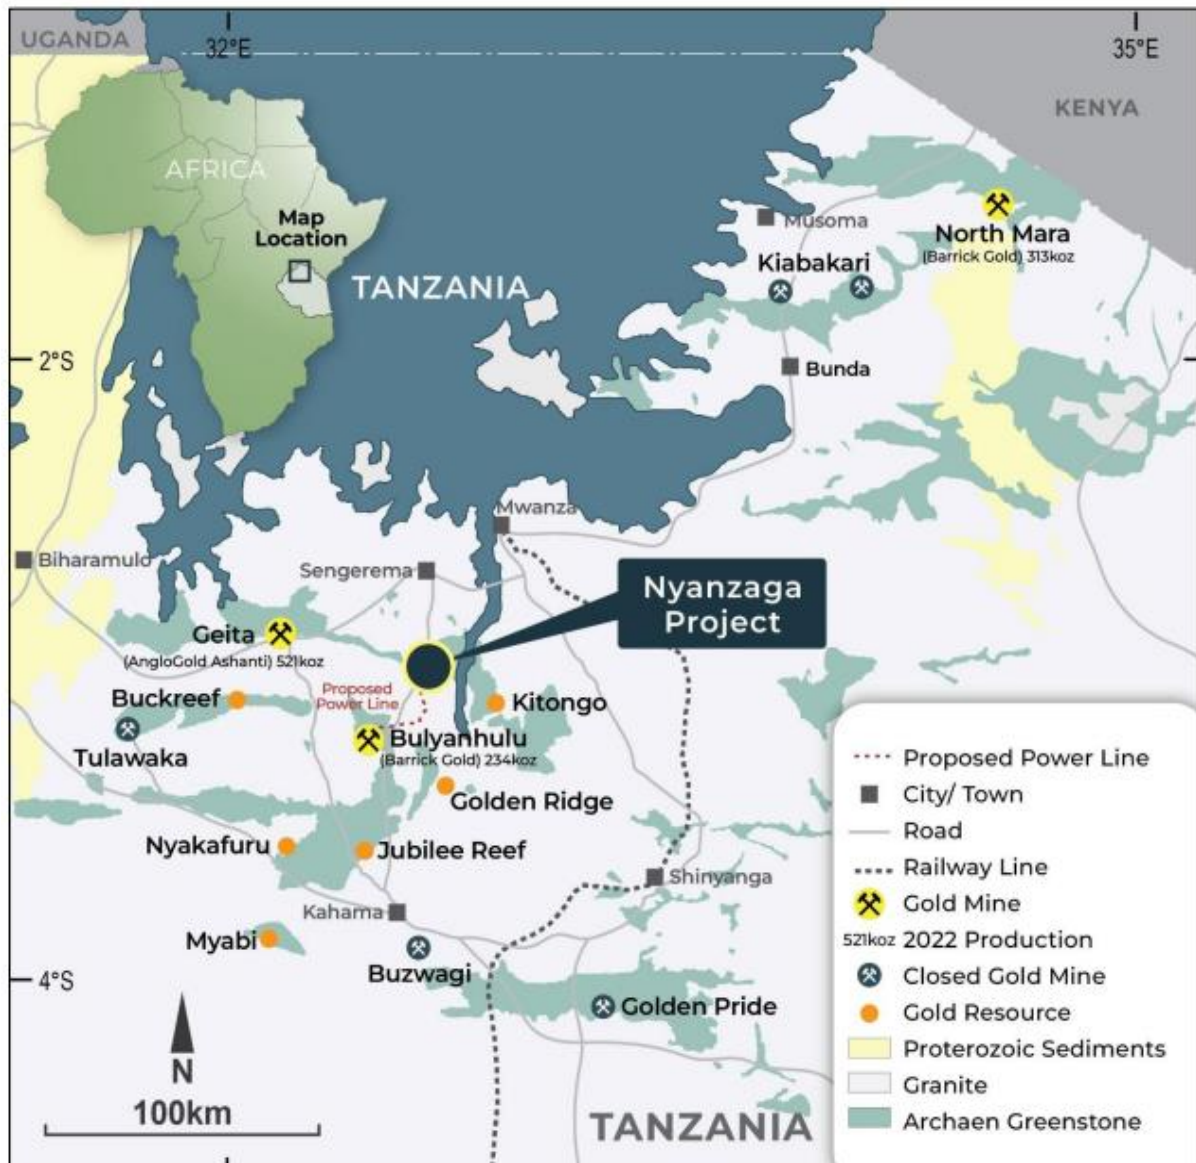 UGANDA
32°E
35°E
KENYA
AFRICA
Map
Location
TANZANIA
Musoma
North Mara
(Barrick Gold) 313koz
Kiabakari
2°S
Bunda
Mwanza
Biharamulo
Sengerema
Nyanzaga
Project
Geita
(AngloGold Ashanti) 521koz
Proposed
Power Line
Buckreef
Kitongo
Tulawaka
Bulyanhulu
(Barrick Gold) 234koz
Golden Ridge
Nyakafuru
Jubilee Reef
Shinyanga
Kahama
Myabi
Buzwagi
4°S
Golden Pride
N
100km
TANZANIA
Proposed Power Line
City/ Town
Road
Railway Line
Gold Mine
521koz 2022 Production
Closed Gold Mine
Gold Resource
Proterozoic Sediments
Granite
Archaen Greenstone